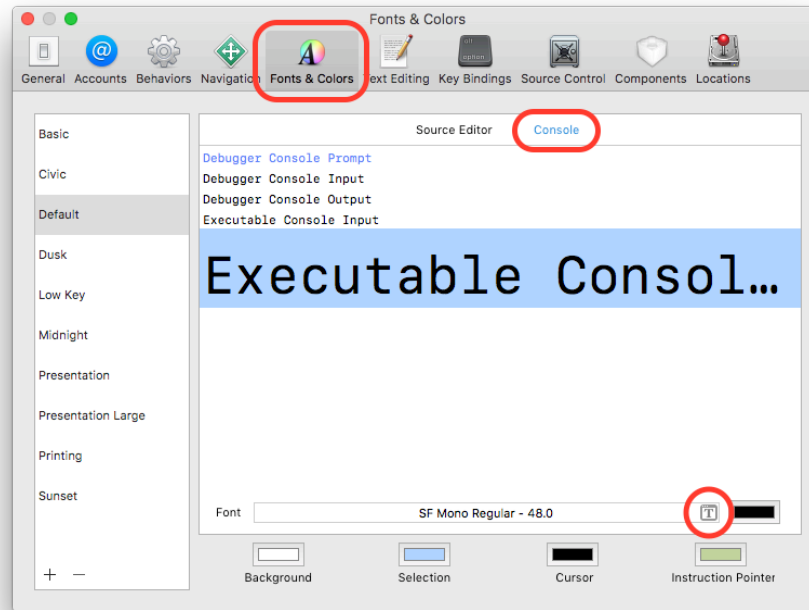 Fonts & Colors
General Accounts Behaviors Navigation Fonts & Colors Text Editing Key Bindings Source Control Components Locations
Basic
Civic
Default
Dusk
Low Key
Midnight
Presentation
Presentation Large
Printing
Sunset
Source Editor Console
Debugger Console Prompt
Debugger Console Input
Debugger Console Output
Executable Console Input
Executable Consol…
Font SF Mono Regular - 48.0
Background Selection Cursor Instruction Pointer